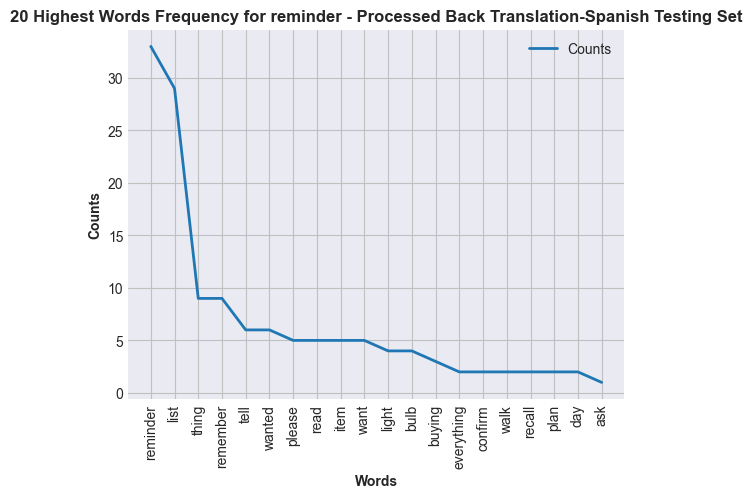 20 Highest Words Frequency for reminder - Processed Back Translation-Spanish Testing Set
Counts
30
25
20
15
10
5
0
Counts
reminder
list
thing
remember
tell
wanted
please
read
item
want
light
bulb
buying
everything
confirm
walk
recall
plan
day
ask
Words